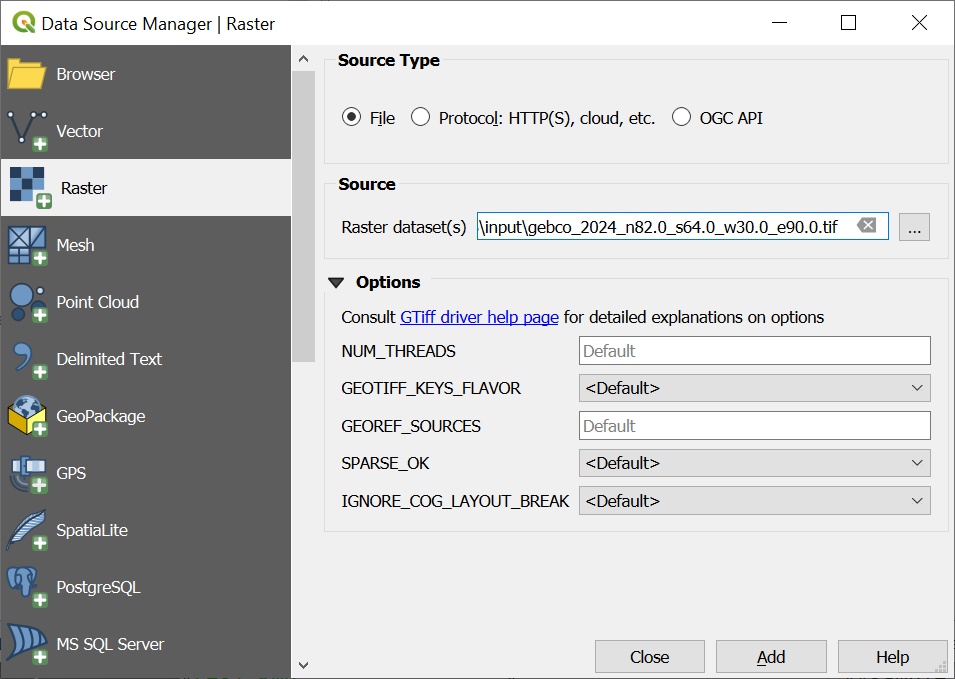 Data Source Manager | Raster
Browser
Vector
Raster
Mesh
Point Cloud
Delimited Text
GeoPackage
GPS
SpatiaLite
PostgreSQL
MS SQL Server
Source Type
File Protocol: HTTP(S), cloud, etc. OGC API
Source
Raster dataset(s) \input\gebco_2024_n82.0_s64.0_w30.0_e90.0.tif ...
Options
Consult GTiff driver help page for detailed explanations on options
NUM_THREADS Default
GEOTIFF_KEYS_FLAVOR <Default>
GEOREF_SOURCES Default
SPARSE_OK <Default>
IGNORE_COG_LAYOUT_BREAK <Default>
Close Add Help